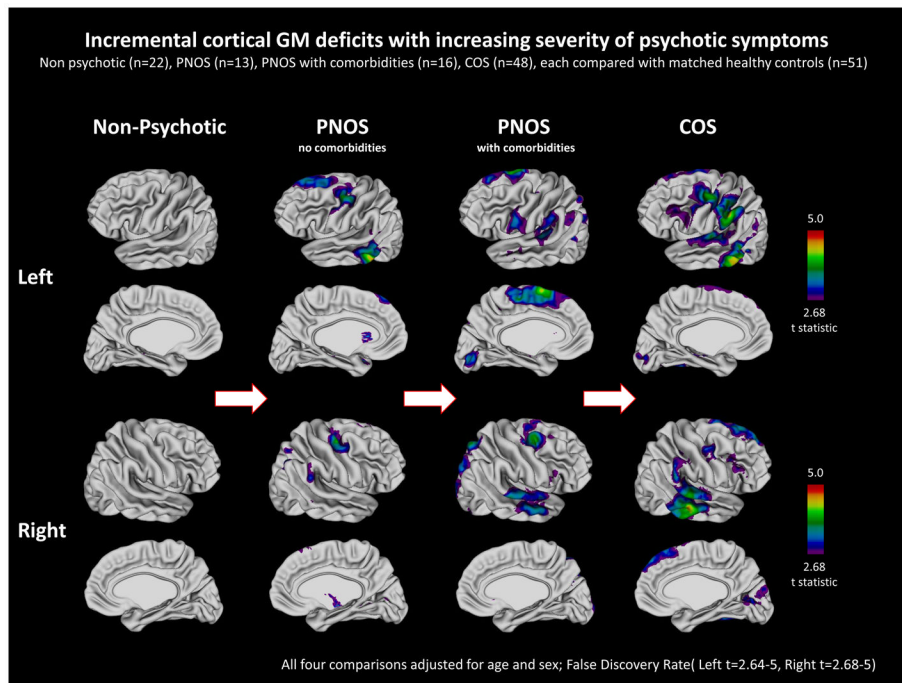 Incremental cortical GM deficits with increasing severity of psychotic symptoms
Non psychotic (n=22), PNOS (n=13), PNOS with comorbidities (n=16), COS (n=48), each compared with matched healthy controls (n=51)
Non-Psychotic
PNOS
no comorbidities
PNOS
with comorbidities
COS
Left
5.0
2.68
t statistic
Right
5.0
2.68
t statistic
All four comparisons adjusted for age and sex; False Discovery Rate( Left t=2.64-5, Right t=2.68-5)